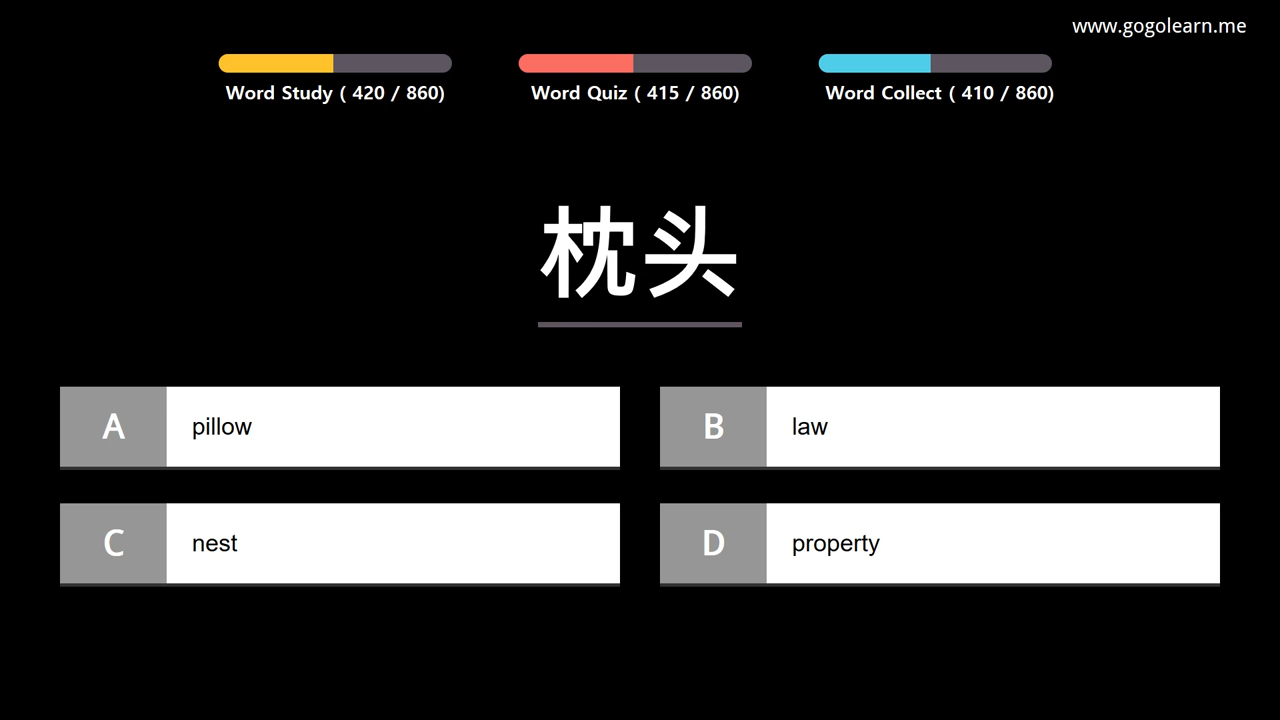 www.gogolearn.me
Word Study ( 420 / 860)
Word Quiz ( 415 / 860)
Word Collect ( 410 / 860)
枕头
A pillow
B law
C nest
D property